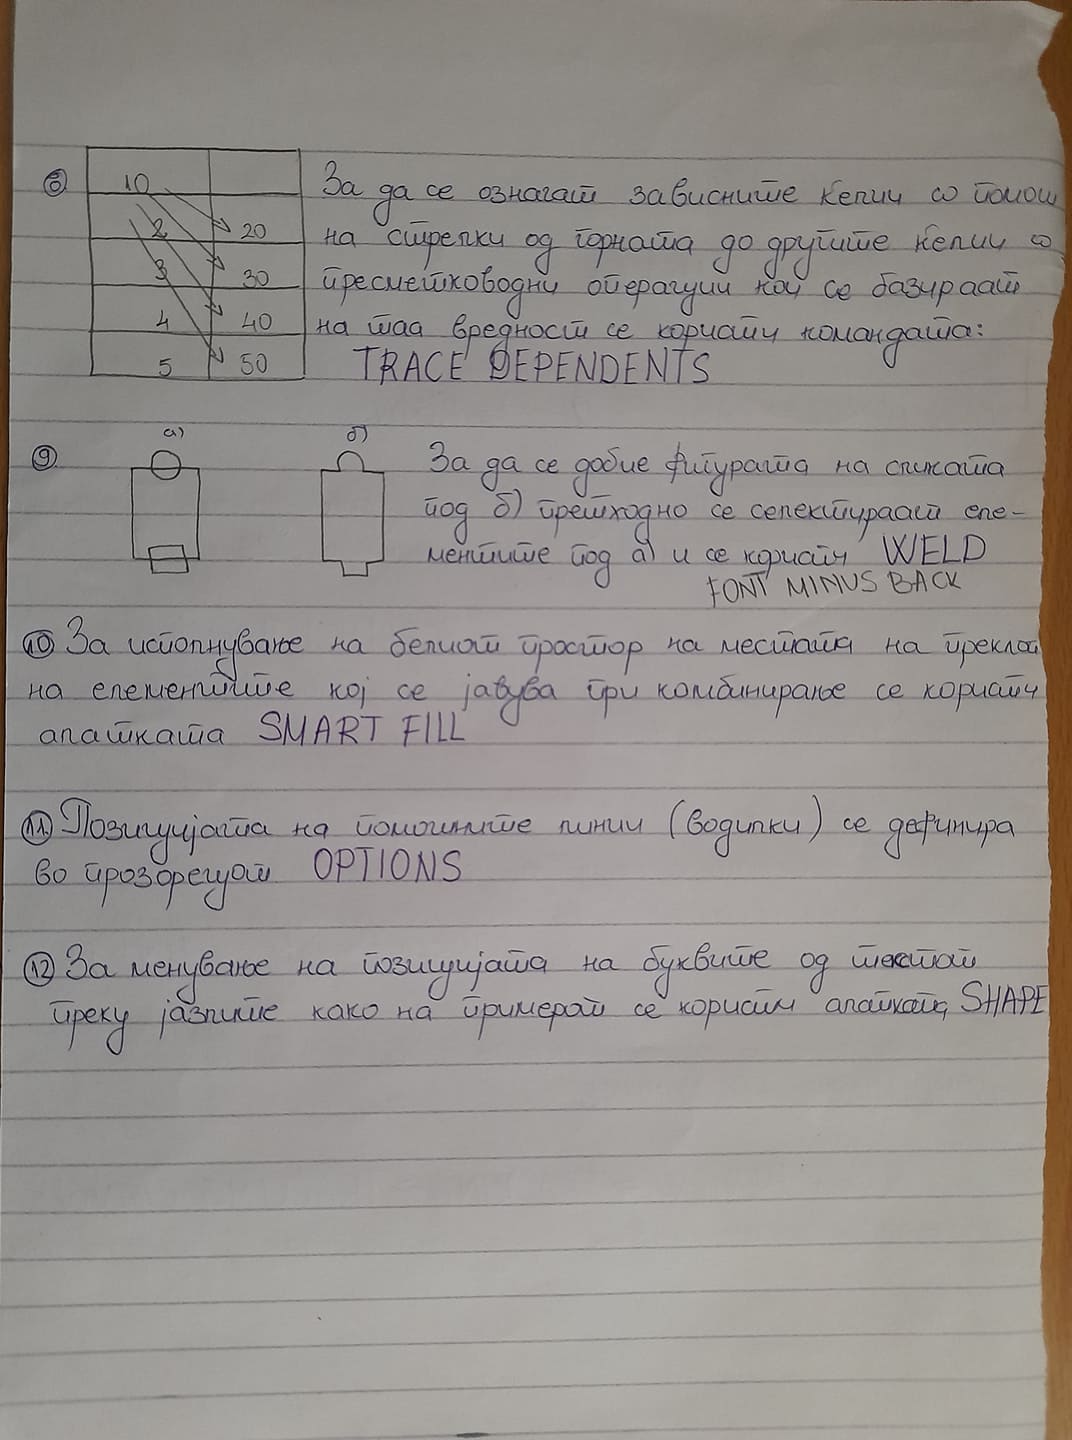 8
10
2 20
3 30
4 40
5 50
За да се означат зависните ќелии со помош
на стрелки од горната до другите ќелии со
пресметководни операции кои се базираат
на таа вредност се користи командата:
TRACE DEPENDENTS
9
а) б)
За да се добие фигурата на сликата
под б) претходно се селектираат еле-
ментите под а) и се користи WELD
FONT MINUS BACK
10 За исполнување на белиот простор на местата на преклоп
на елементите кој се јавува при комбинирање се користи
алатката SMART FILL
11. Позицијата на помошните линии (водилки) се дефинира
во прозорецот OPTIONS
12 За менување на позицијата на буквите од текстот
преку јазлите како на примерот се користи алатката, SHAPE